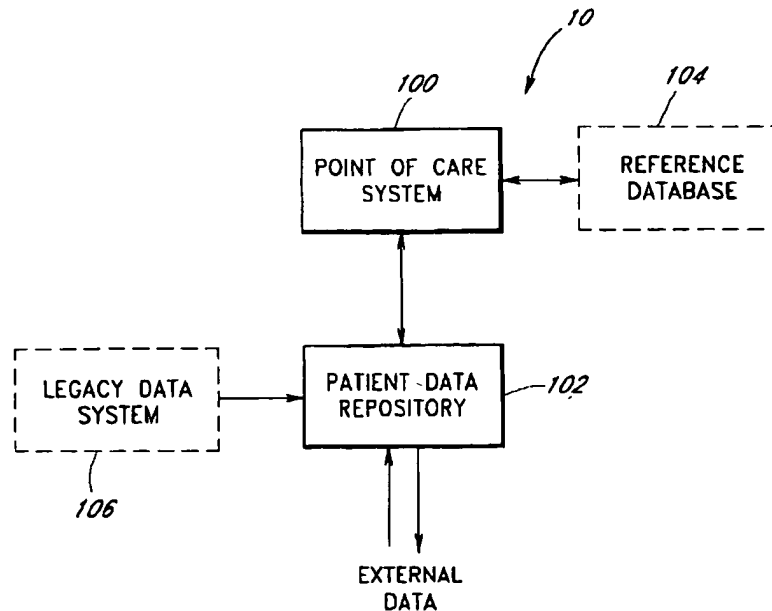 10
100
104
POINT OF CARE
SYSTEM
REFERENCE
DATABASE
LEGACY DATA
SYSTEM
PATIENT DATA
REPOSITORY
102
106
EXTERNAL
DATA